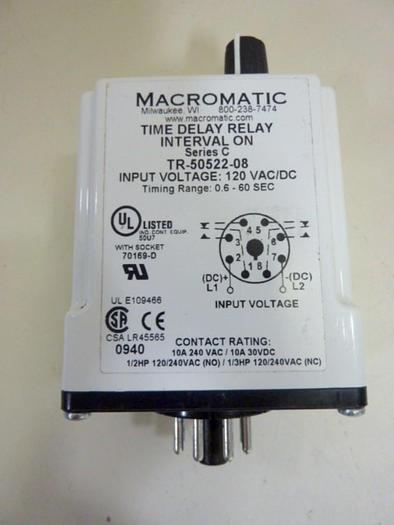 MACROMATIC
Milwaukee, WI 800-238-7474
www.macromatic.com
TIME DELAY RELAY
INTERVAL ON
Series C
TR-50522-08
INPUT VOLTAGE: 120 VAC/DC
Timing Range: 0.6 - 60 SEC
UL LISTED
IND. CONT. EQUIP.
50U7
WITH SOCKET
70169-D
UL E109466
4 5
3 6
2 7
1 8
(DC)+ -(DC)
L1 L2
INPUT VOLTAGE
CSA LR45565
0940
CONTACT RATING:
10A 240 VAC / 10A 30VDC
1/2HP 120/240VAC (NO) / 1/3HP 120/240VAC (NC)